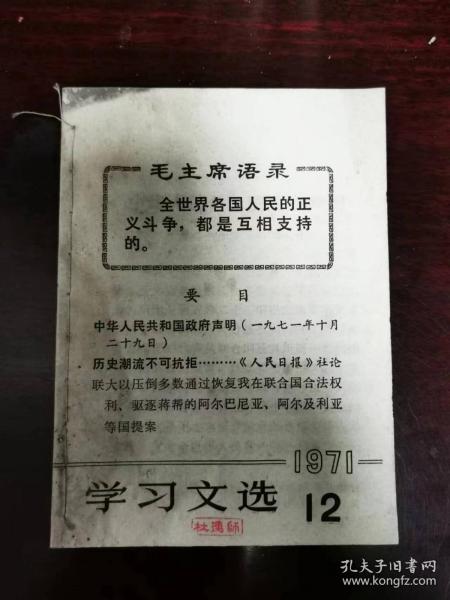 毛主席语录
全世界各国人民的正
义斗争，都是互相支持
的。
要 目
中华人民共和国政府声明（一九七一年十月
二十九日）
历史潮流不可抗拒………《人民日报》社论
联大以压倒多数通过恢复我在联合国合法权
利、驱逐蒋帮的阿尔巴尼亚、阿尔及利亚
等国提案
1971
学习文选 12
孔夫子旧书网
www.kongfz.com